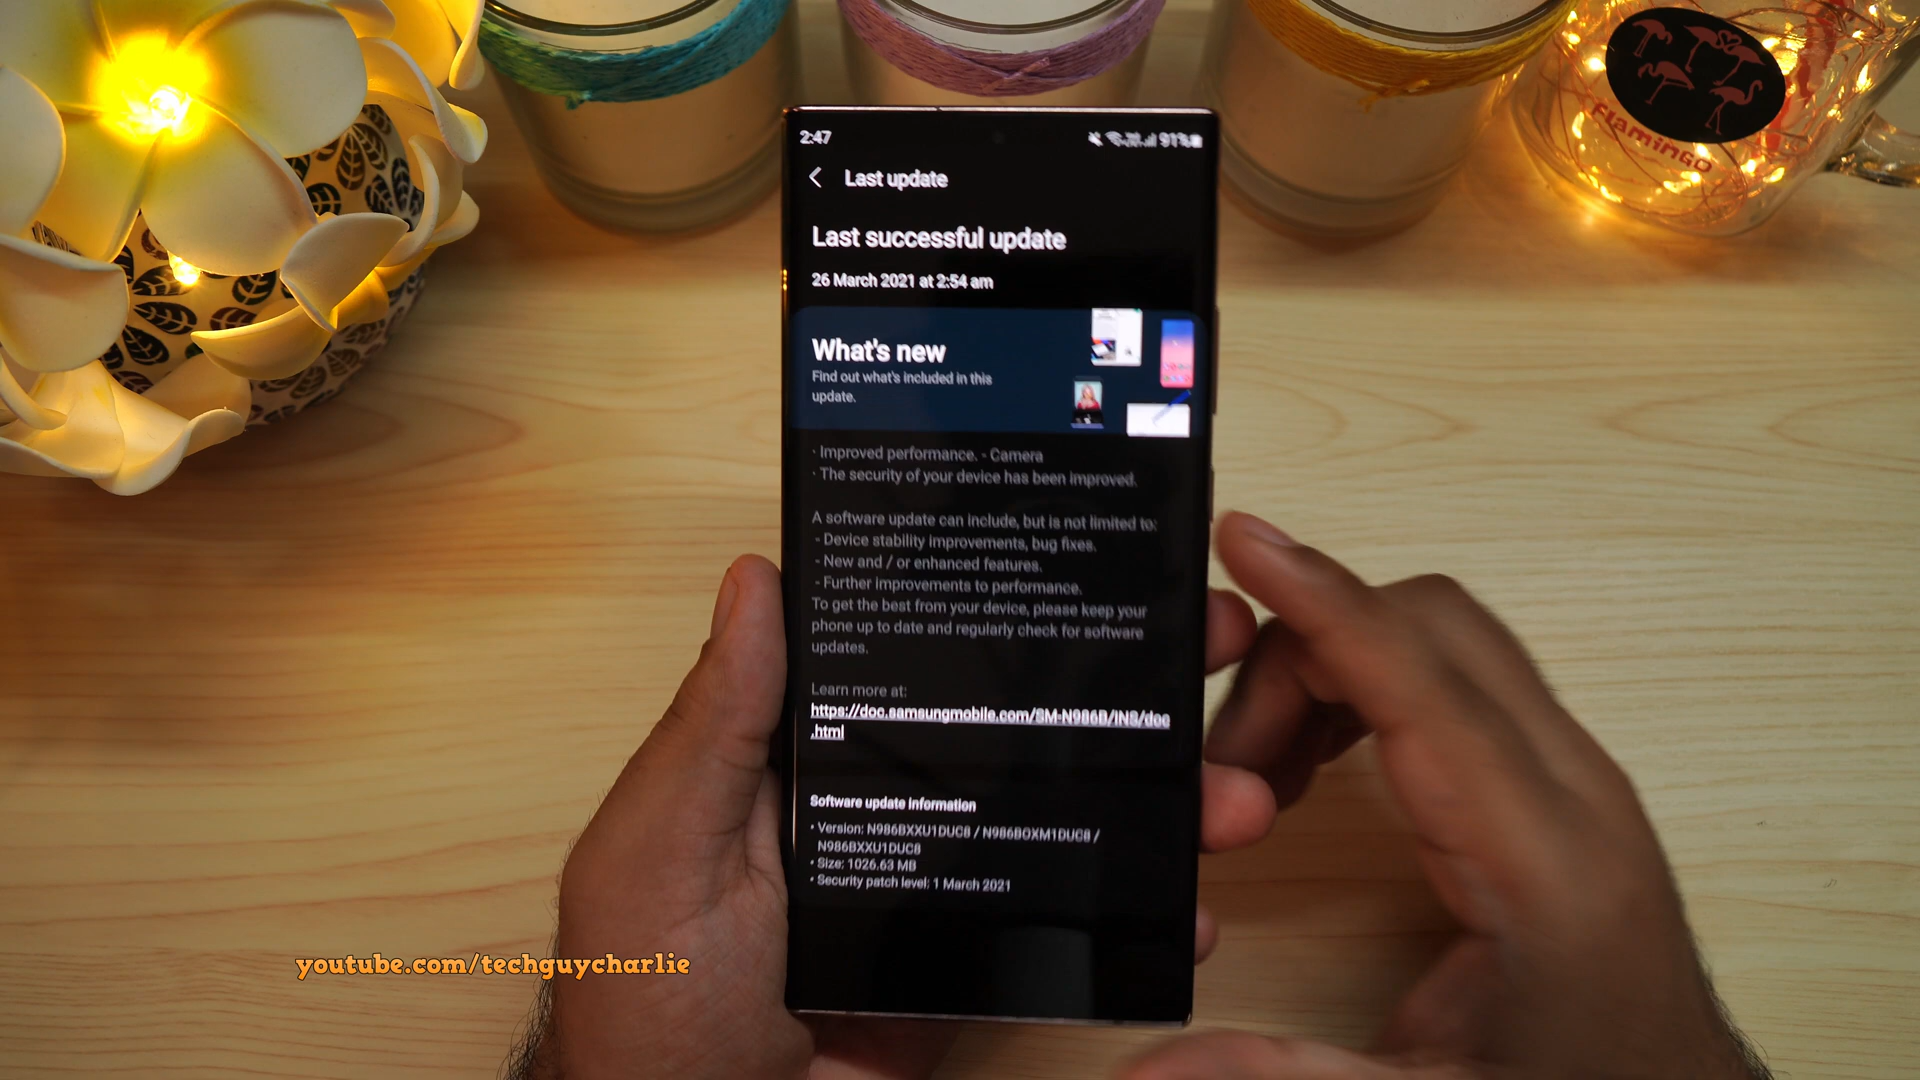 Flamingo
2:47
91%
Last update
Last successful update
26 March 2021 at 2:54 am
What's new
Find out what's included in this
update.
· Improved performance. - Camera
· The security of your device has been improved.
A software update can include, but is not limited to:
- Device stability improvements, bug fixes.
- New and / or enhanced features.
- Further improvements to performance.
To get the best from your device, please keep your
phone up to date and regularly check for software
updates.
Learn more at:
https://doc.samsungmobile.com/SM-N986B/INS/doc
.html
Software update information
• Version: N986BXXU1DUC8 / N986BOXM1DUC8 /
N986BXXU1DUC8
• Size: 1026.63 MB
• Security patch level: 1 March 2021
youtube.com/techguycharlie